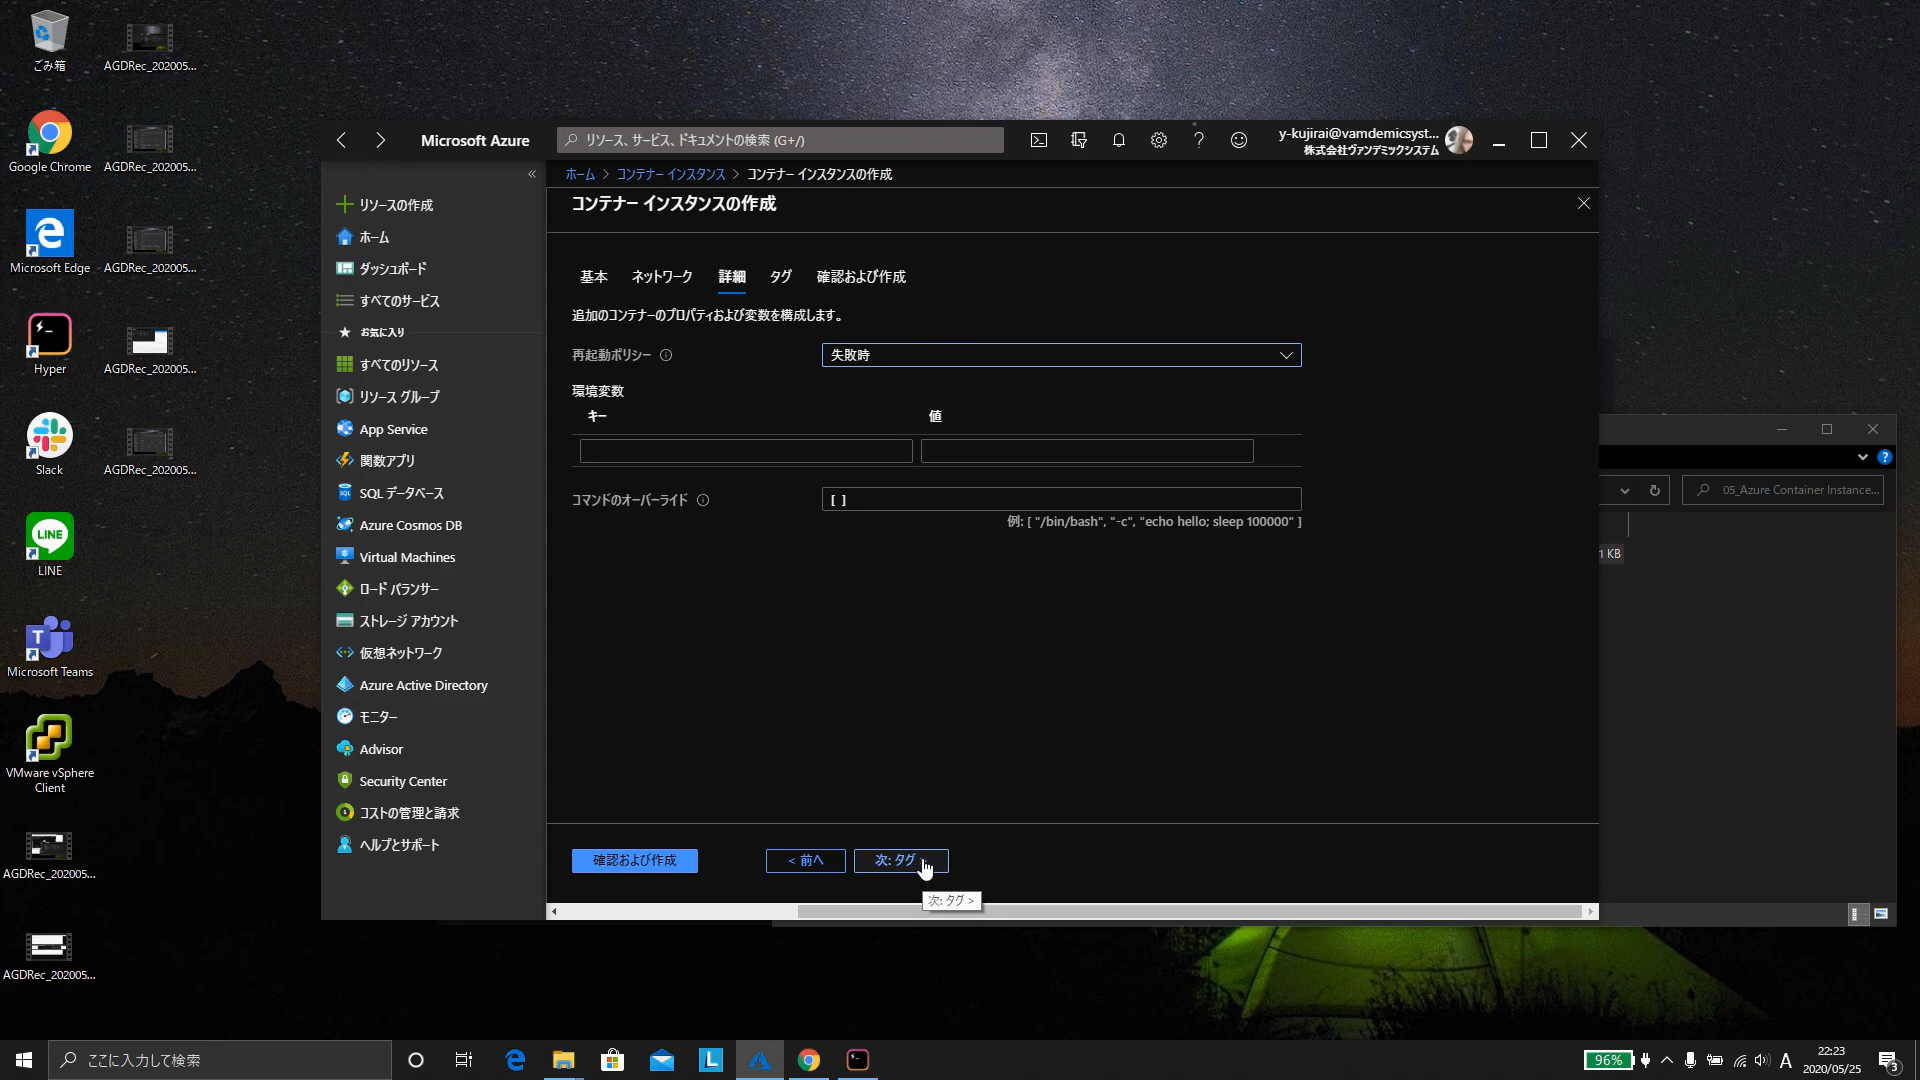 ごみ箱
AGDRec_202005...
Google Chrome
AGDRec_202005...
Microsoft Edge
AGDRec_202005...
Hyper
AGDRec_202005...
Slack
AGDRec_202005...
LINE
LINE
T
Microsoft Teams
VMware vSphere
Client
AGDRec_202005...
AGDRec_202005...
Microsoft Azure
リソース、サービス、ドキュメントの検索 (G+/)
y-kujirai@vamdemicsyst...
株式会社ヴァンデミックシステム
«
リソースの作成
ホーム
ダッシュボード
すべてのサービス
お気に入り
すべてのリソース
リソース グループ
App Service
関数アプリ
SQL データベース
Azure Cosmos DB
Virtual Machines
ロード バランサー
ストレージ アカウント
仮想ネットワーク
Azure Active Directory
モニター
Advisor
Security Center
コストの管理と請求
ヘルプとサポート
ホーム > コンテナー インスタンス > コンテナー インスタンスの作成
コンテナー インスタンスの作成
基本 ネットワーク 詳細 タグ 確認および作成
追加のコンテナーのプロパティおよび変数を構成します。
再起動ポリシー 失敗時
環境変数
キー 値
コマンドのオーバーライド [ ]
例: [ "/bin/bash", "-c", "echo hello; sleep 100000" ]
確認および作成 < 前へ 次: タグ
次: タグ >
05_Azure Container Instance...
1 KB
ここに入力して検索
L
96%
A
22:23
2020/05/25
3